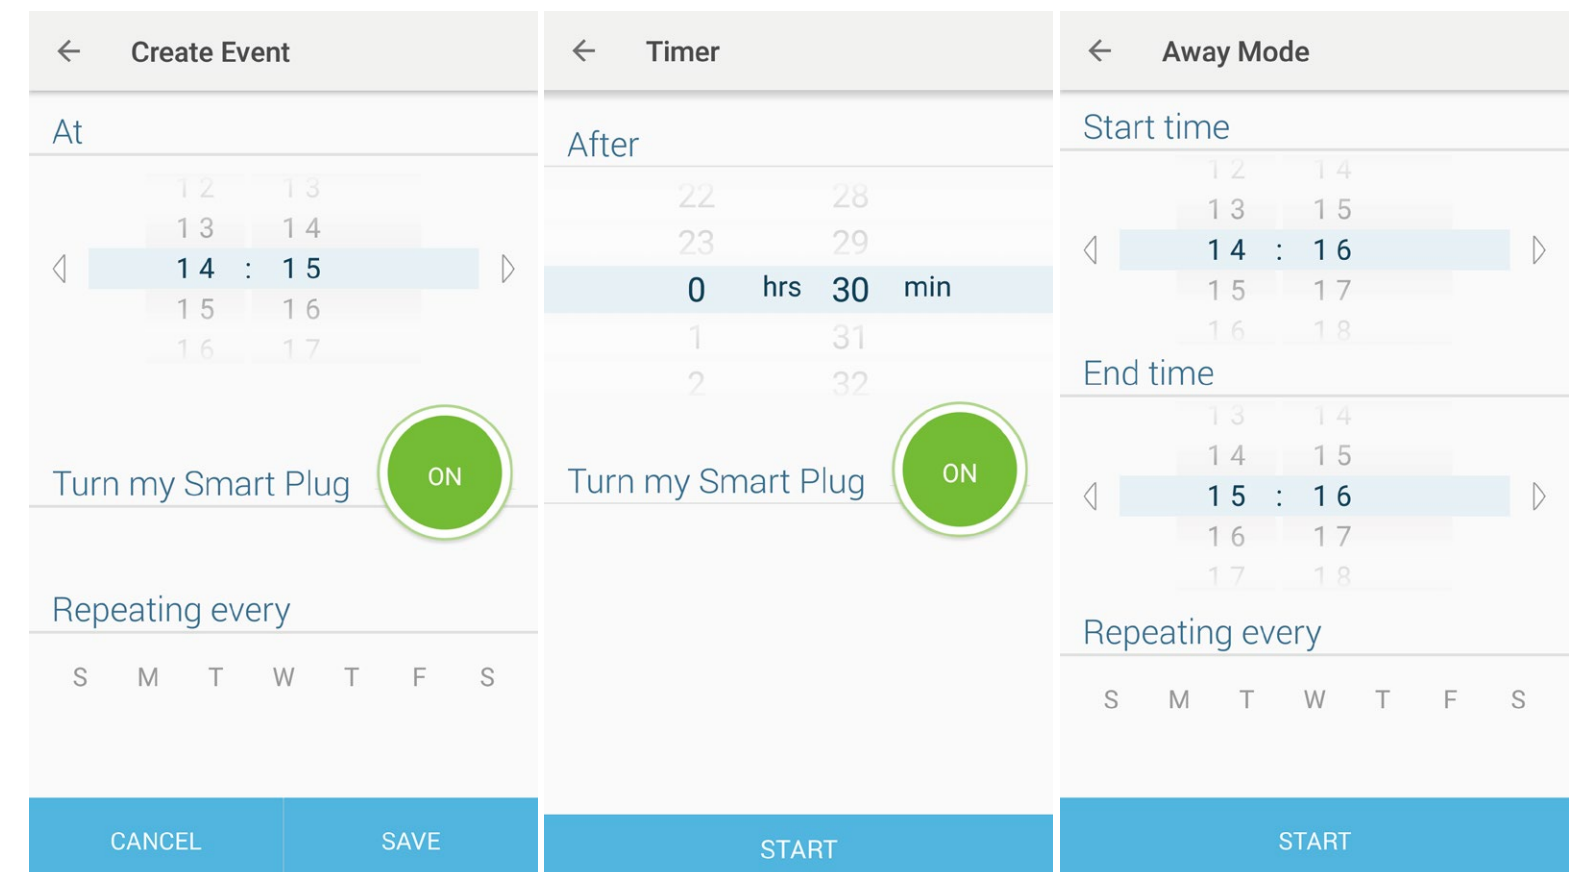 Create Event
At
12 13
13 14
14 : 15
15 16
16 17
Turn my Smart Plug ON
Repeating every
S M T W T F S
CANCEL SAVE
Timer
After
22 28
23 29
0 hrs 30 min
1 31
2 32
Turn my Smart Plug ON
START
Away Mode
Start time
12 14
13 15
14 : 16
15 17
16 18
End time
13 14
14 15
15 : 16
16 17
17 18
Repeating every
S M T W T F S
START